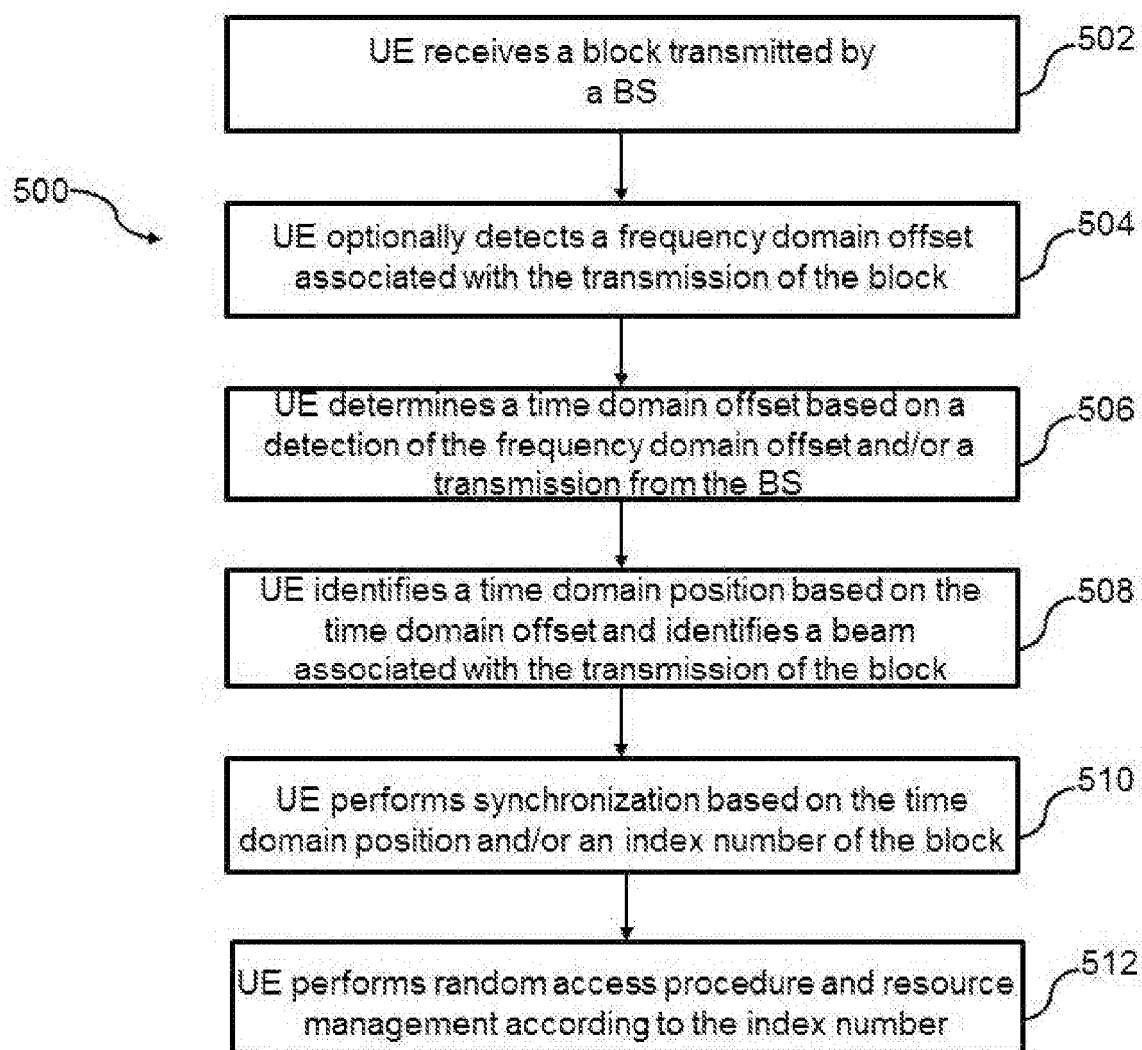 UE receives a block transmitted by
a BS
502
500
UE optionally detects a frequency domain offset
associated with the transmission of the block
504
UE determines a time domain offset based on a
detection of the frequency domain offset and/or a
transmission from the BS
506
UE identifies a time domain position based on the
time domain offset and identifies a beam
associated with the transmission of the block
508
UE performs synchronization based on the time
domain position and/or an index number of the block
510
UE performs random access procedure and resource
management according to the index number
512